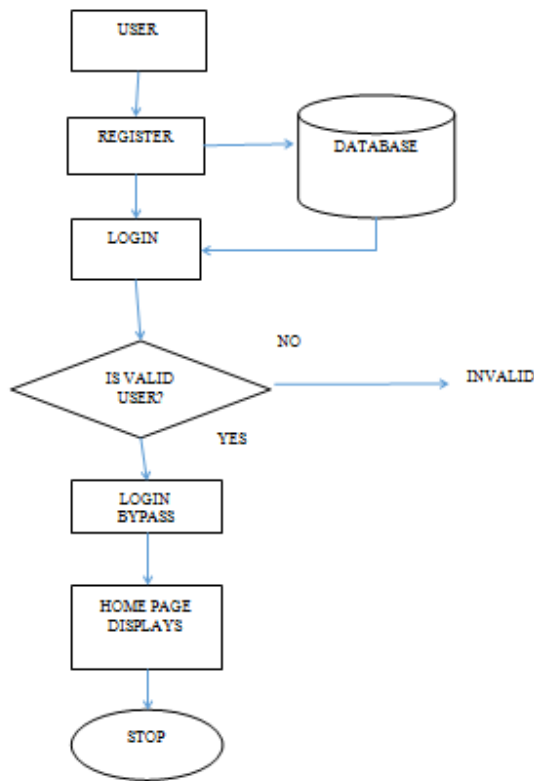 USER
REGISTER
DATABASE
LOGIN
NO
IS VALID
USER?
INVALID
YES
LOGIN
BYPASS
HOME PAGE
DISPLAYS
STOP